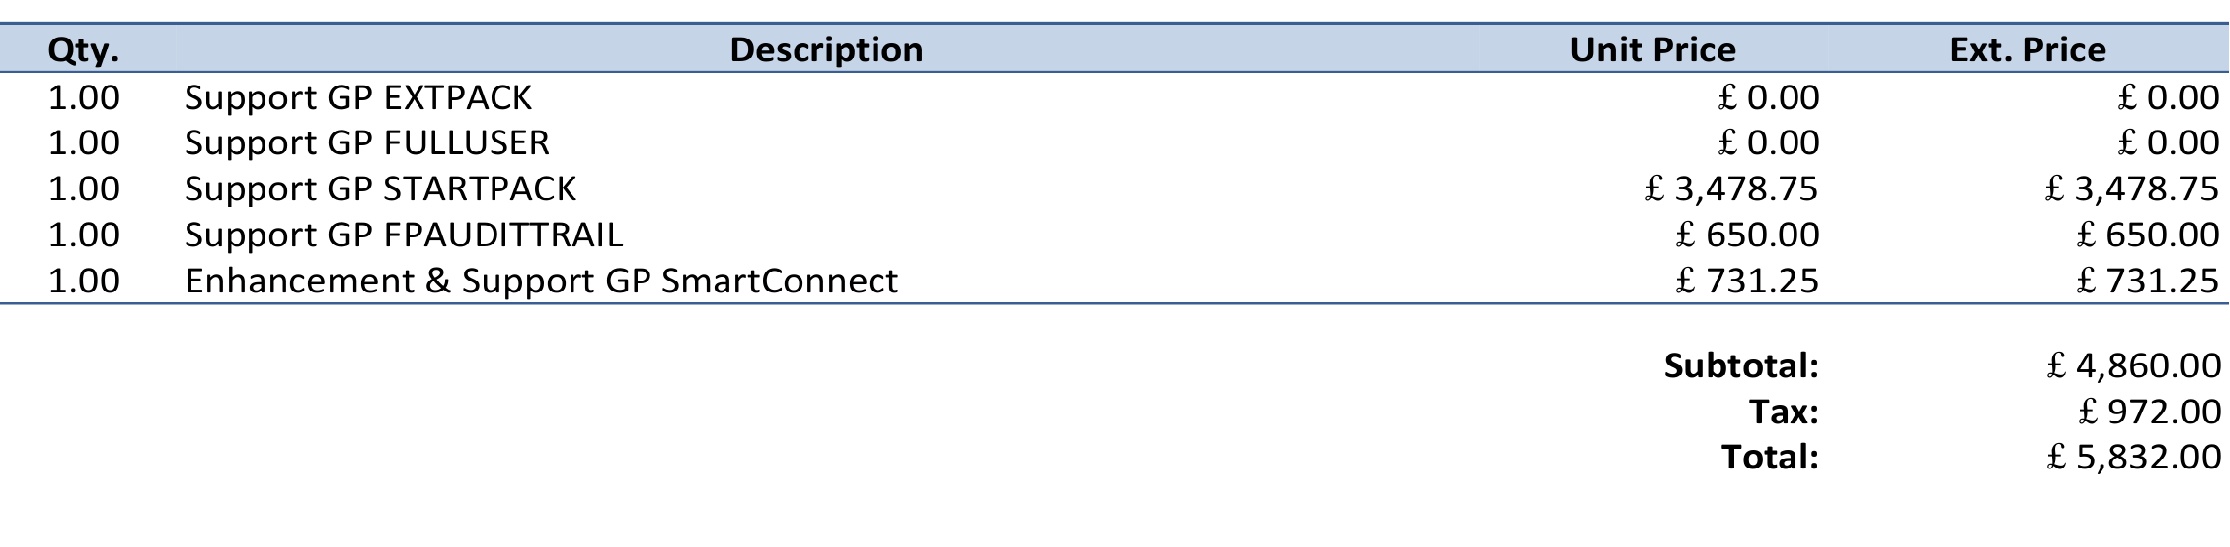 Qty. Description Unit Price Ext. Price
1.00 Support GP EXTPACK £ 0.00 £ 0.00
1.00 Support GP FULLUSER £ 0.00 £ 0.00
1.00 Support GP STARTPACK £ 3,478.75 £ 3,478.75
1.00 Support GP FPAUDITTRAIL £ 650.00 £ 650.00
1.00 Enhancement & Support GP SmartConnect £ 731.25 £ 731.25
Subtotal: £ 4,860.00
Tax: £ 972.00
Total: £ 5,832.00